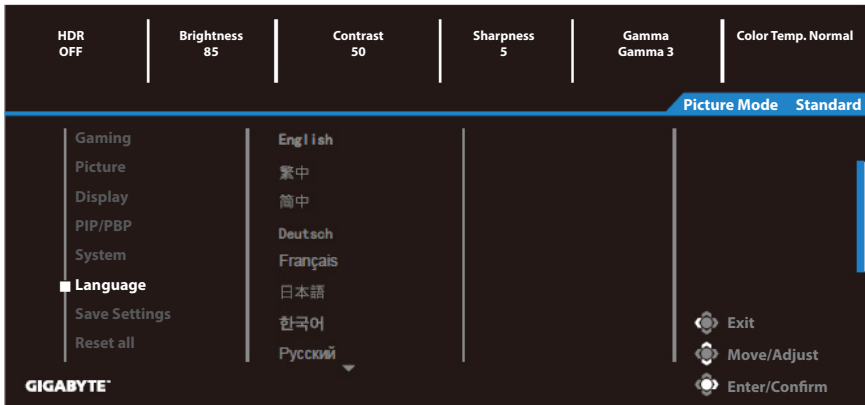 HDR
OFF
Brightness
85
Contrast
50
Sharpness
5
Gamma
Gamma 3
Color Temp. Normal
Picture Mode Standard
Gaming
Picture
Display
PIP/PBP
System
Language
Save Settings
Reset all
English
繁中
简中
Deutsch
Français
日本語
한국어
Русский
Exit
Move/Adjust
Enter/Confirm
GIGABYTE™